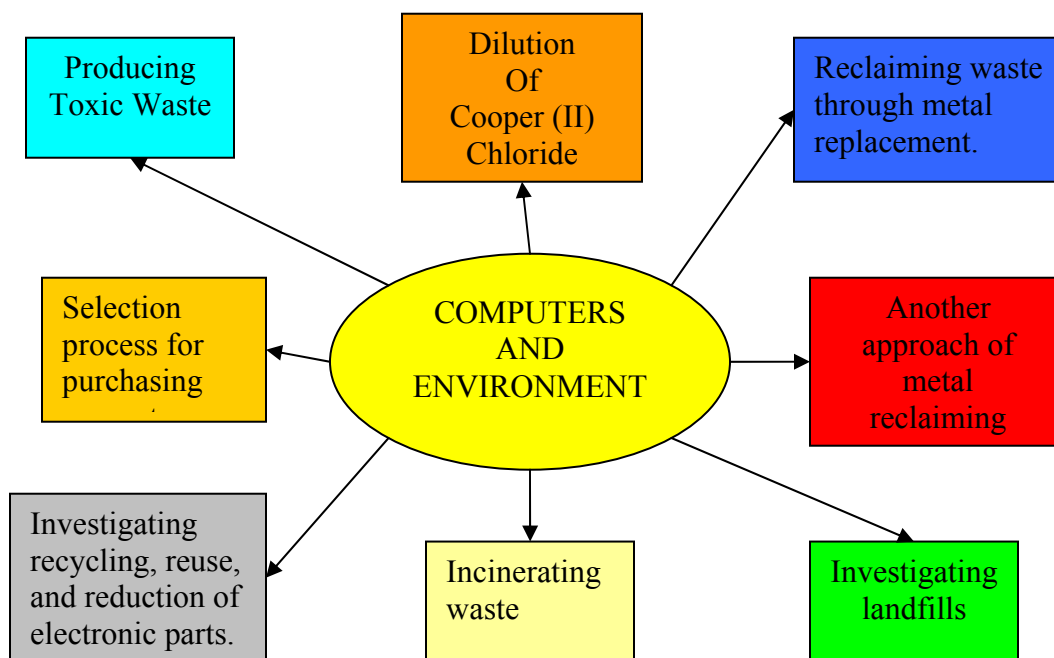 Producing
Toxic Waste
Dilution
Of
Cooper (II)
Chloride
Reclaiming waste
through metal
replacement.
Selection
process for
purchasing
COMPUTERS
AND
ENVIRONMENT
Another
approach of
metal
reclaiming
Investigating
recycling, reuse,
and reduction of
electronic parts.
Incinerating
waste
Investigating
landfills